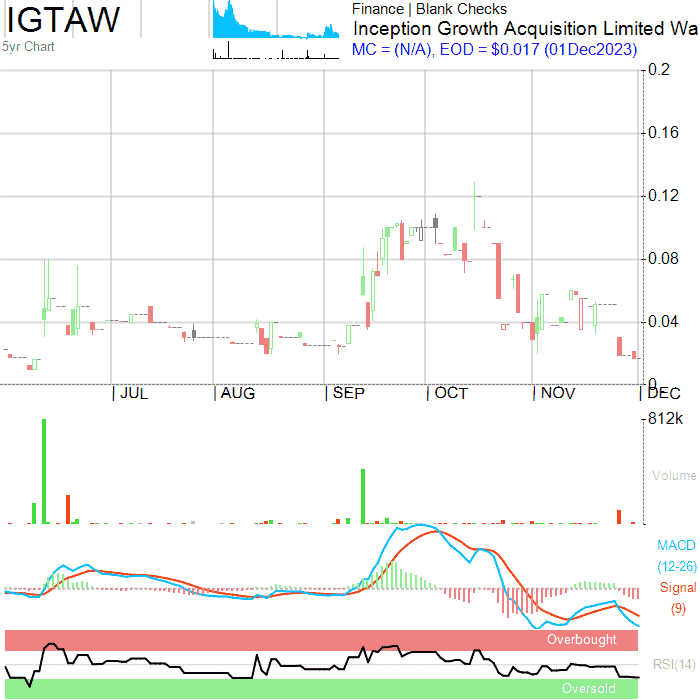 IGTAW
5yr Chart
Finance | Blank Checks
Inception Growth Acquisition Limited Wa
MC = (N/A), EOD = $0.017 (01Dec2023)
0.2
0.16
0.12
0.08
0.04
0
JUL
AUG
SEP
OCT
NOV
DEC
812k
Volume
MACD
(12-26)
Signal
(9)
Overbought
RSI(14)
Oversold